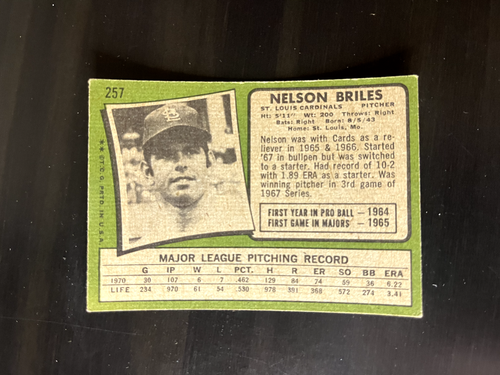 257
NELSON BRILES
ST. LOUIS CARDINALS PITCHER
Ht: 5'11" Wt: 200 Throws: Right
Bats: Right Born: 8/5/43
Home: St. Louis, Mo.
Nelson was with Cards as a re-
liever in 1965 & 1966. Started
'67 in bullpen but was switched
to a starter. Had record of 10-2
with 1.89 ERA as a starter. Was
winning pitcher in 3rd game of
1967 Series.
FIRST YEAR IN PRO BALL — 1964
FIRST GAME IN MAJORS — 1965
MAJOR LEAGUE PITCHING RECORD
G IP W L PCT. H R ER SO BB ERA
1970 30 107 6 7 .462 129 84 74 59 36 6.22
LIFE 234 970 61 54 .530 978 391 368 572 274 3.41